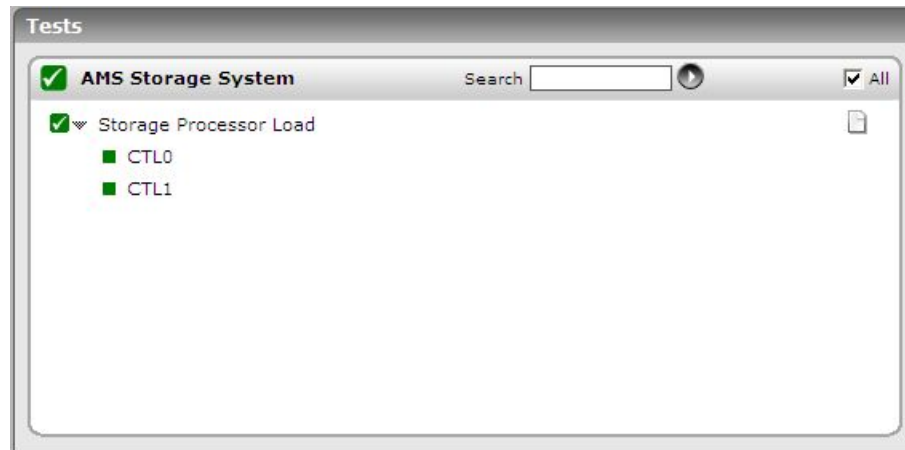 Tests
AMS Storage System Search All
Storage Processor Load
CTL0
CTL1